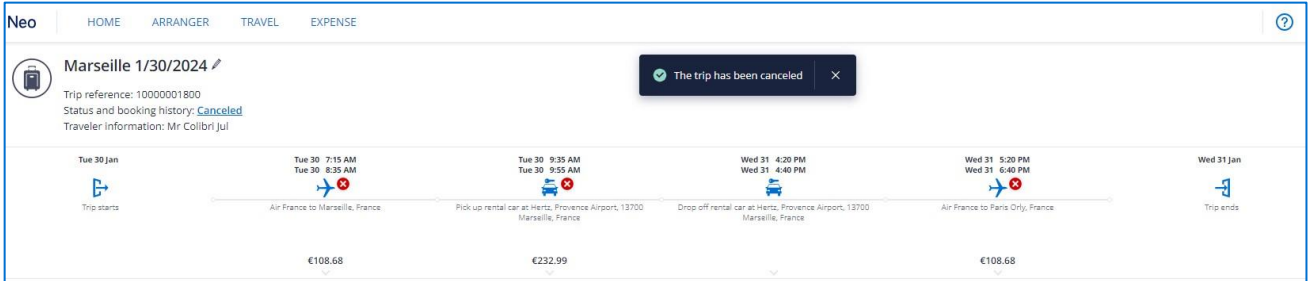 Neo HOME ARRANGER TRAVEL EXPENSE
Marseille 1/30/2024
The trip has been canceled
Trip reference: 10000001800
Status and booking history: Canceled
Traveler information: Mr Colibri Jul
Tue 30 Jan
Trip starts
Tue 30 7:15 AM
Tue 30 8:35 AM
Air France to Marseille, France
€108.68
Tue 30 9:35 AM
Tue 30 9:55 AM
Pick up rental car at Hertz, Provence Airport, 13700
Marseille, France
€232.99
Wed 31 4:20 PM
Wed 31 4:40 PM
Drop off rental car at Hertz, Provence Airport, 13700
Marseille, France
Wed 31 5:20 PM
Wed 31 6:40 PM
Air France to Paris Orly, France
€108.68
Wed 31 Jan
Trip ends